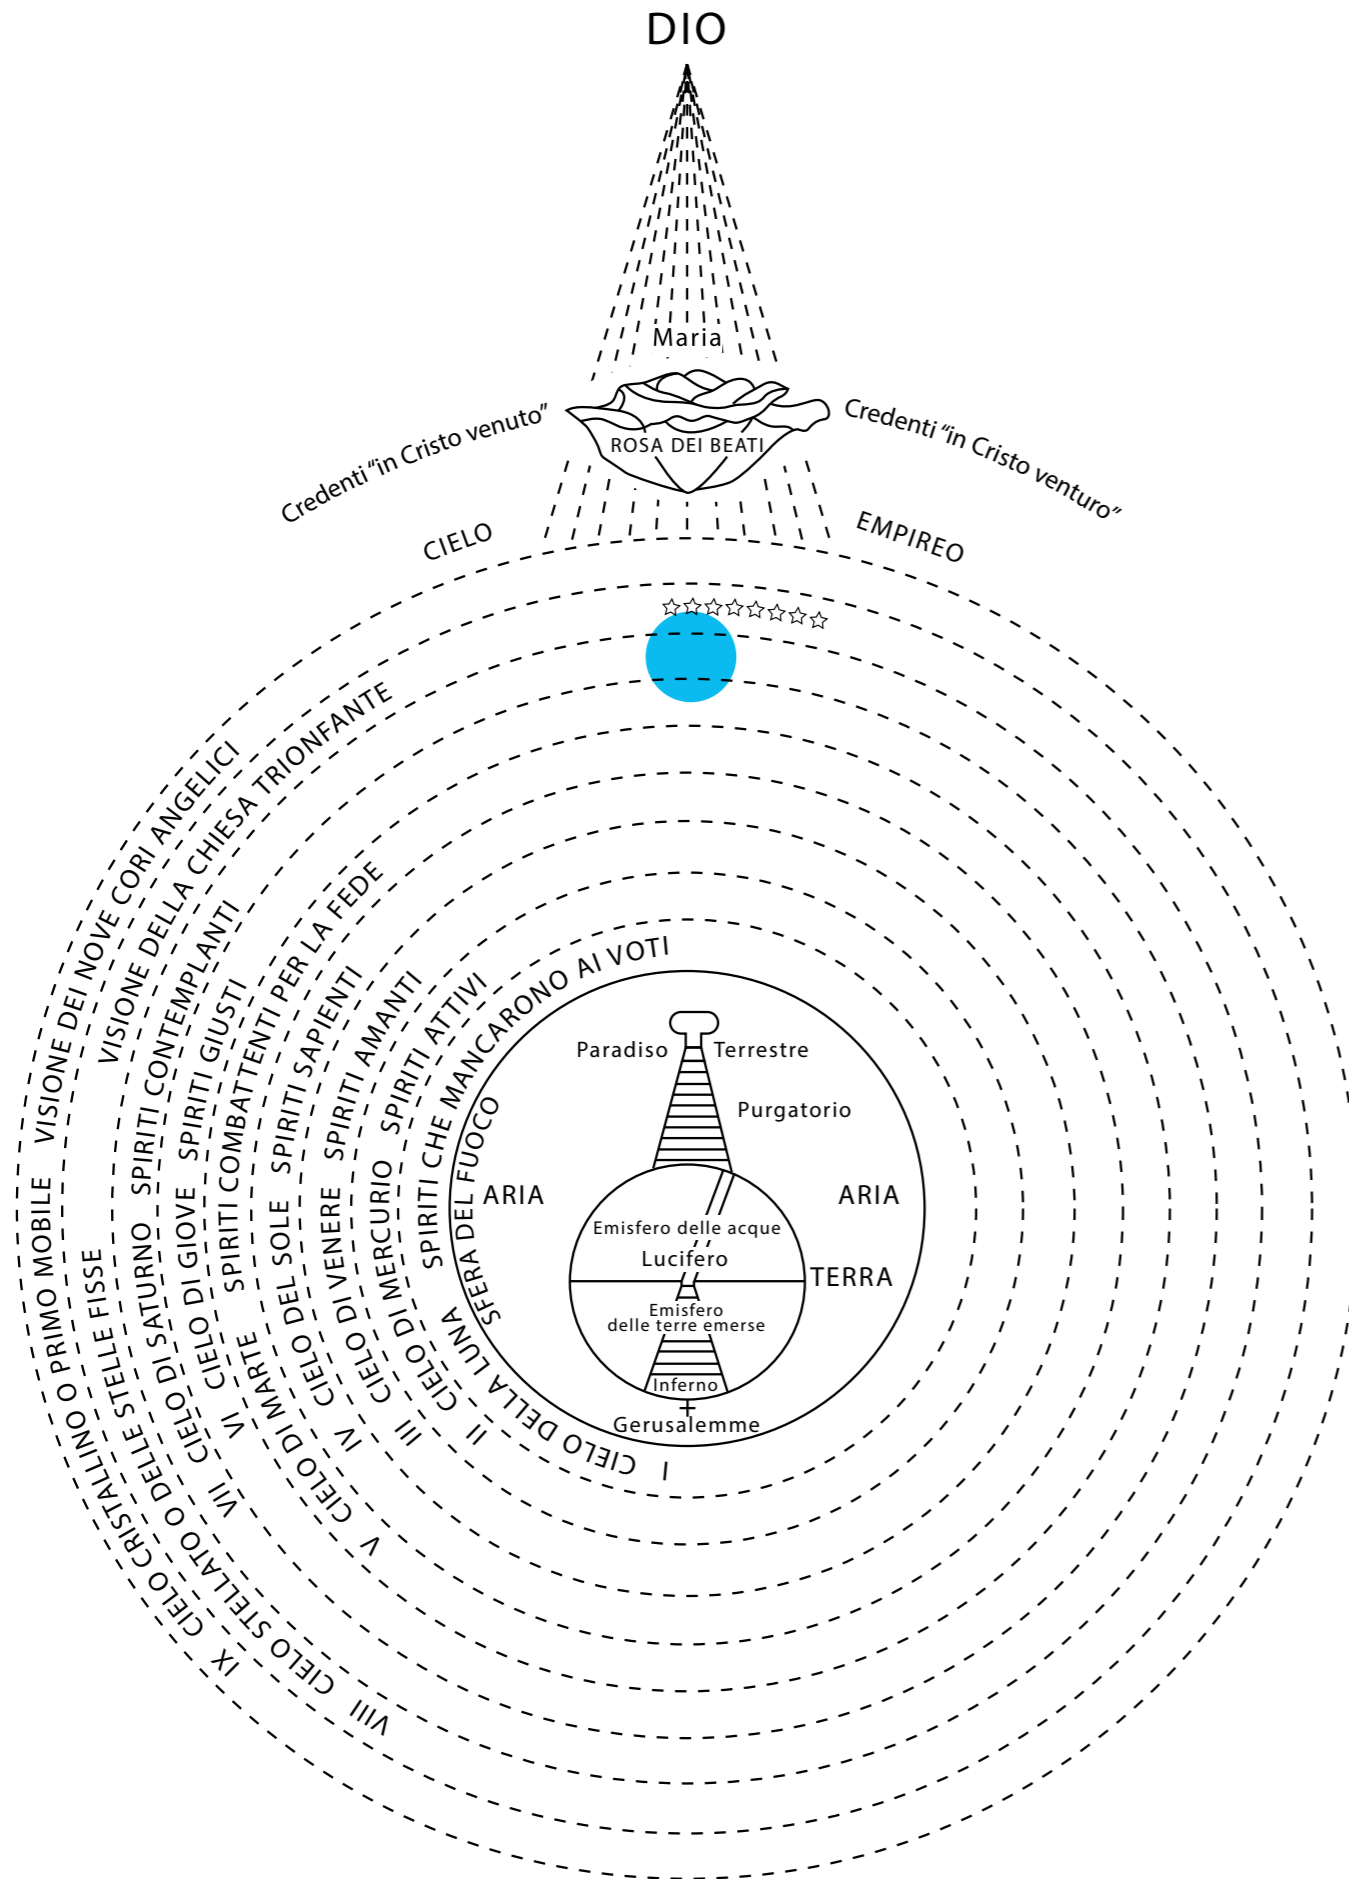 DIO
Maria
ROSA DEI BEATI
Credenti “in Cristo venuto”
Credenti “in Cristo venturo”
CIELO
EMPIREO
IX CIELO CRISTALLINO O PRIMO MOBILE VISIONE DEI NOVE CORI ANGELICI
VIII CIELO STELLATO O DELLE STELLE FISSE VISIONE DELLA CHIESA TRIONFANTE
VII CIELO DI SATURNO SPIRITI CONTEMPLANTI
VI CIELO DI GIOVE SPIRITI GIUSTI
V CIELO DI MARTE SPIRITI COMBATTENTI PER LA FEDE
IV CIELO DEL SOLE SPIRITI SAPIENTI
III CIELO DI VENERE SPIRITI AMANTI
II CIELO DI MERCURIO SPIRITI ATTIVI
I CIELO DELLA LUNA SPIRITI CHE MANCARONO AI VOTI
SFERA DEL FUOCO
Paradiso Terrestre
Purgatorio
ARIA
ARIA
Emisfero delle acque
Lucifero
TERRA
Emisfero
delle terre emerse
Inferno
Gerusalemme